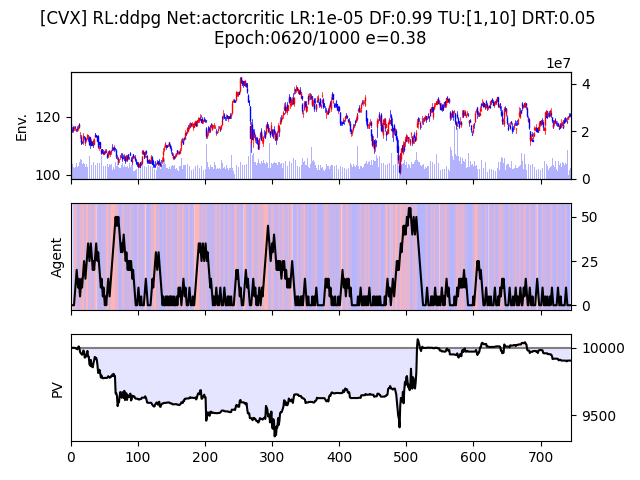 [CVX] RL:ddpg Net:actorcritic LR:1e-05 DF:0.99 TU:[1,10] DRT:0.05
Epoch:0620/1000 e=0.38
1e7
Env.
120
100
4
2
0
Agent
50
25
0
PV
10000
9500
0 100 200 300 400 500 600 700